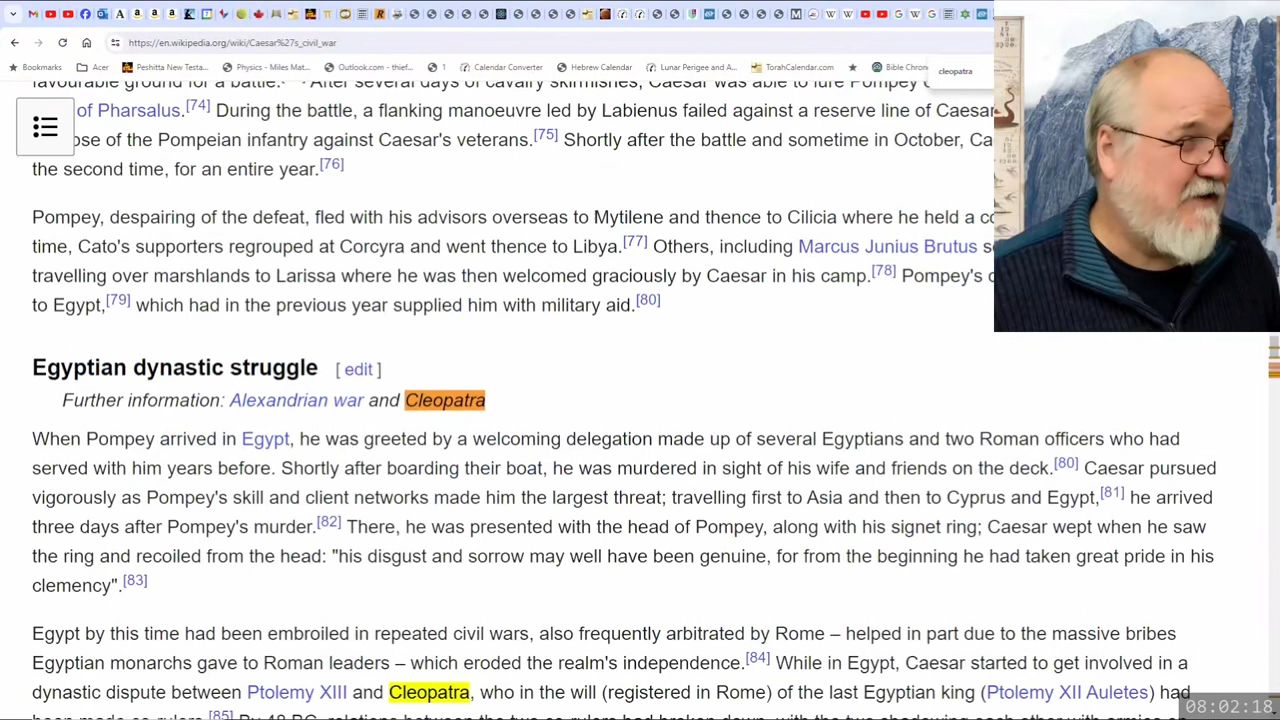 https://en.wikipedia.org/wiki/Caesar%27s_civil_war
Bookmarks Acer Peshitta New Testa... Physics - Miles Mat... Outlook.com - thief... 1 Calendar Converter Hebrew Calendar Lunar Perigee and A... TorahCalendar.com Bible Chron
cleopatra
favourable ground for a battle. After several days of cavalry skirmishes, Caesar was able to lure Pompey
of Pharsalus.[74] During the battle, a flanking manoeuvre led by Labienus failed against a reserve line of Caesar
ose of the Pompeian infantry against Caesar's veterans.[75] Shortly after the battle and sometime in October, Ca
the second time, for an entire year.[76]
Pompey, despairing of the defeat, fled with his advisors overseas to Mytilene and thence to Cilicia where he held a co
time, Cato's supporters regrouped at Corcyra and went thence to Libya.[77] Others, including Marcus Junius Brutus s
travelling over marshlands to Larissa where he was then welcomed graciously by Caesar in his camp.[78] Pompey's c
to Egypt,[79] which had in the previous year supplied him with military aid.[80]
Egyptian dynastic struggle [ edit ]
Further information: Alexandrian war and Cleopatra
When Pompey arrived in Egypt, he was greeted by a welcoming delegation made up of several Egyptians and two Roman officers who had
served with him years before. Shortly after boarding their boat, he was murdered in sight of his wife and friends on the deck.[80] Caesar pursued
vigorously as Pompey's skill and client networks made him the largest threat; travelling first to Asia and then to Cyprus and Egypt,[81] he arrived
three days after Pompey's murder.[82] There, he was presented with the head of Pompey, along with his signet ring; Caesar wept when he saw
the ring and recoiled from the head: "his disgust and sorrow may well have been genuine, for from the beginning he had taken great pride in his
clemency".[83]
Egypt by this time had been embroiled in repeated civil wars, also frequently arbitrated by Rome – helped in part due to the massive bribes
Egyptian monarchs gave to Roman leaders – which eroded the realm's independence.[84] While in Egypt, Caesar started to get involved in a
dynastic dispute between Ptolemy XIII and Cleopatra, who in the will (registered in Rome) of the last Egyptian king (Ptolemy XII Auletes) had
08:02:18